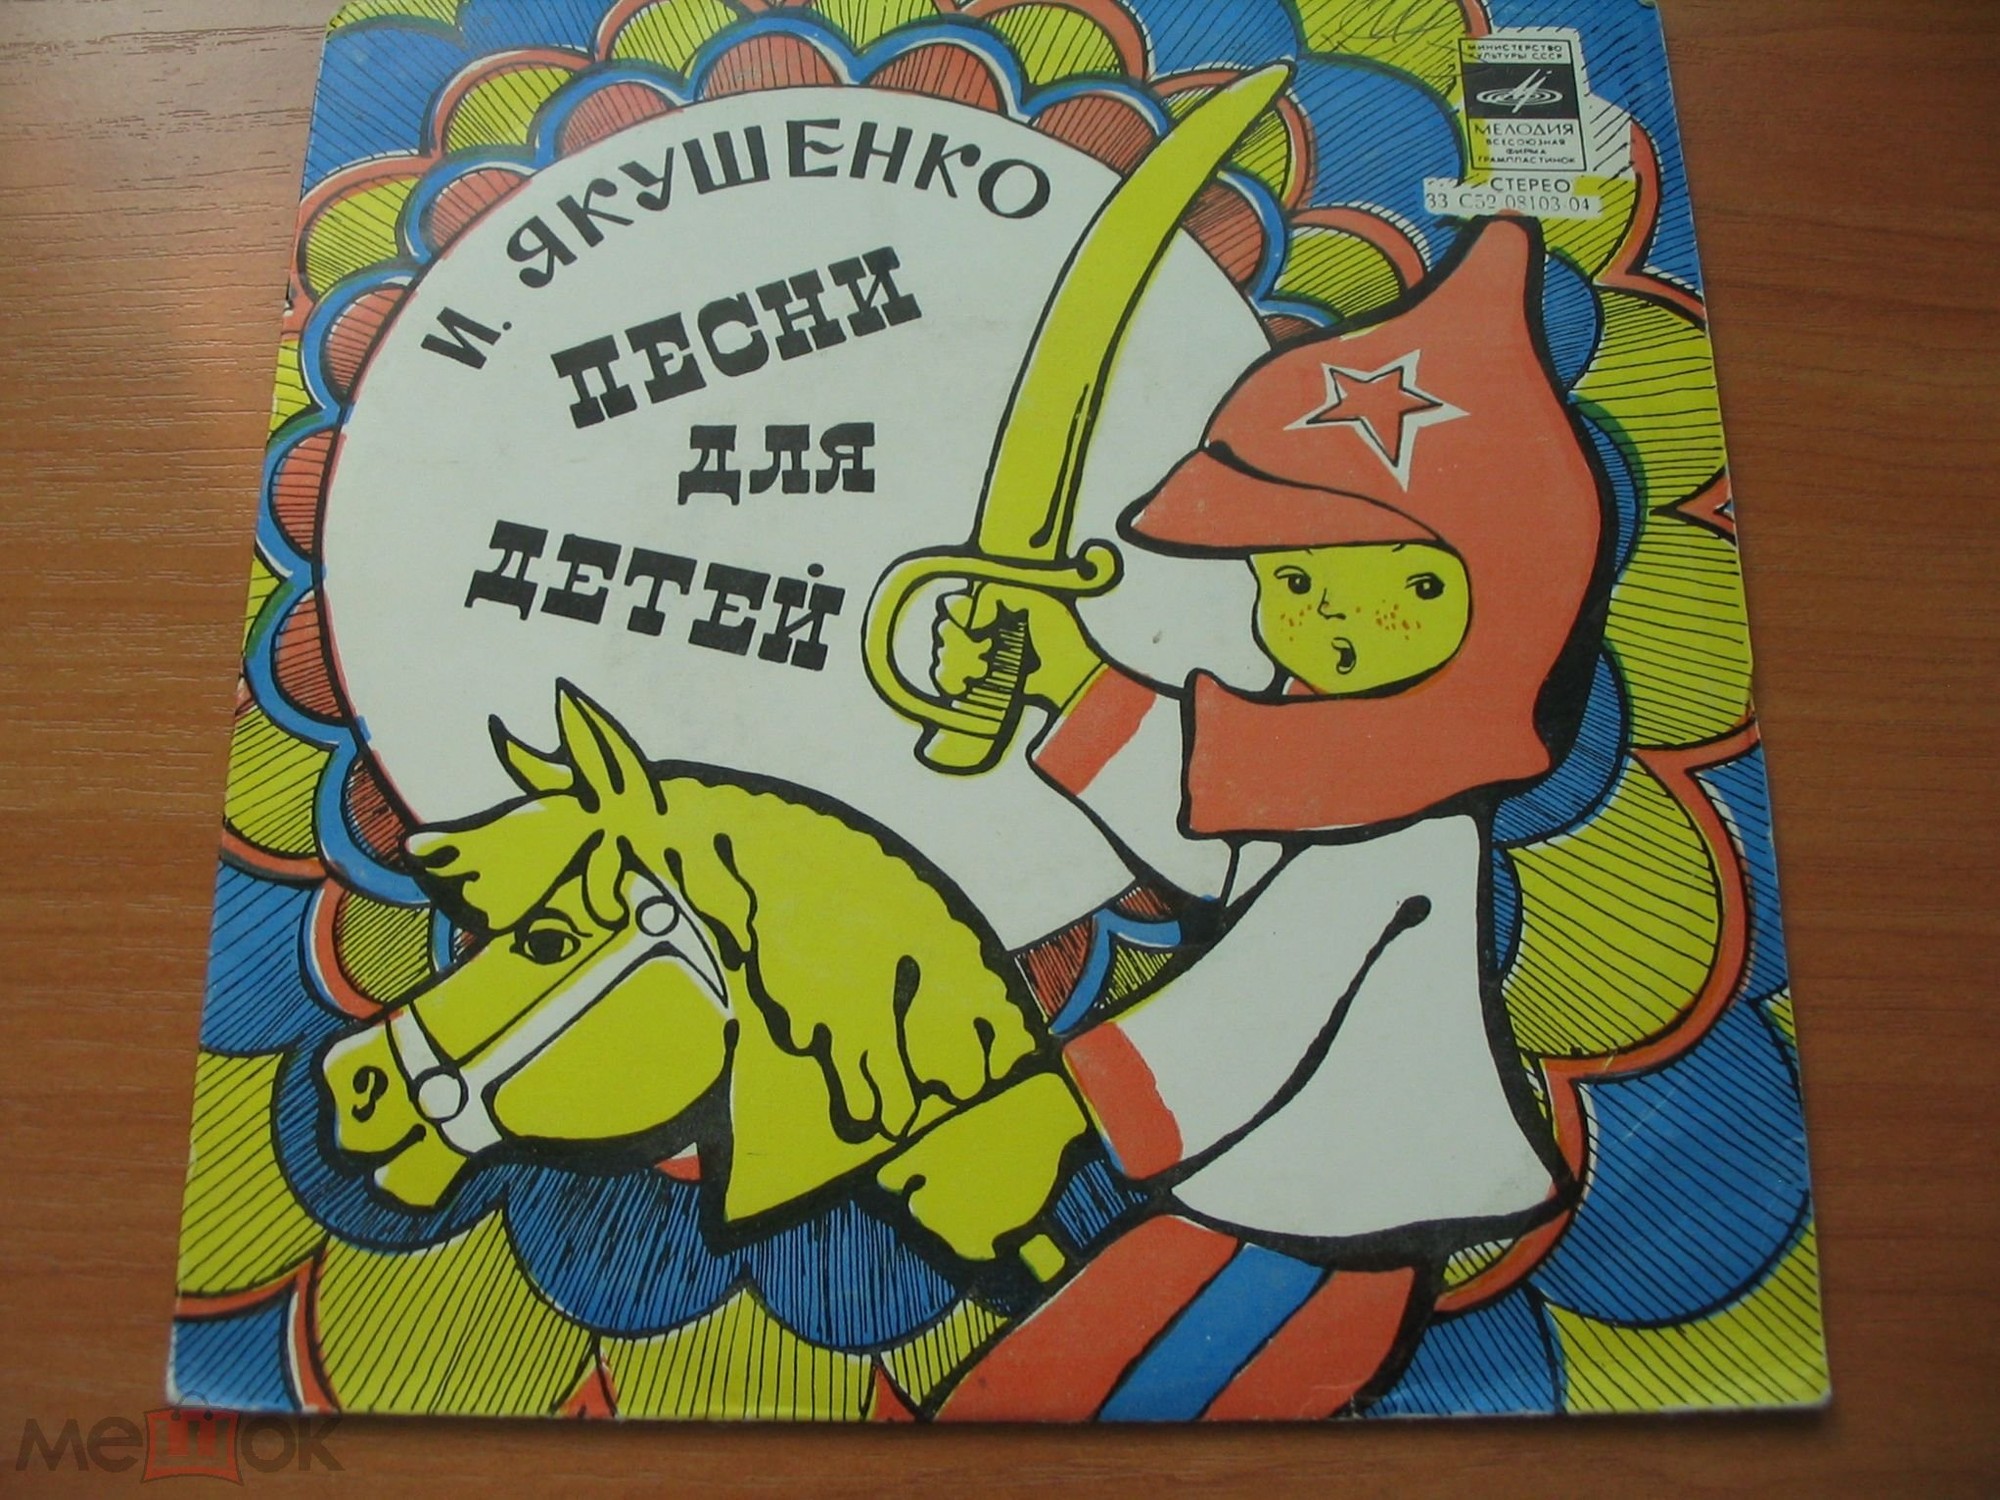 И. ЯКУШЕНКО
ПЕСНИ
ДЛЯ
ДЕТЕЙ
МИНИСТЕРСТВО
КУЛЬТУРЫ СССР
МЕЛОДИЯ
ВСЕСОЮЗНАЯ
ФИРМА
ГРАМПЛАСТИНОК
СТЕРЕО
33 С52-08103-04
мешок